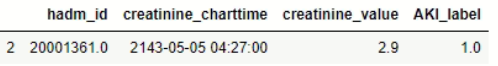 hadm_id creatinine_charttime creatinine_value AKI_label
2 20001361.0 2143-05-05 04:27:00 2.9 1.0